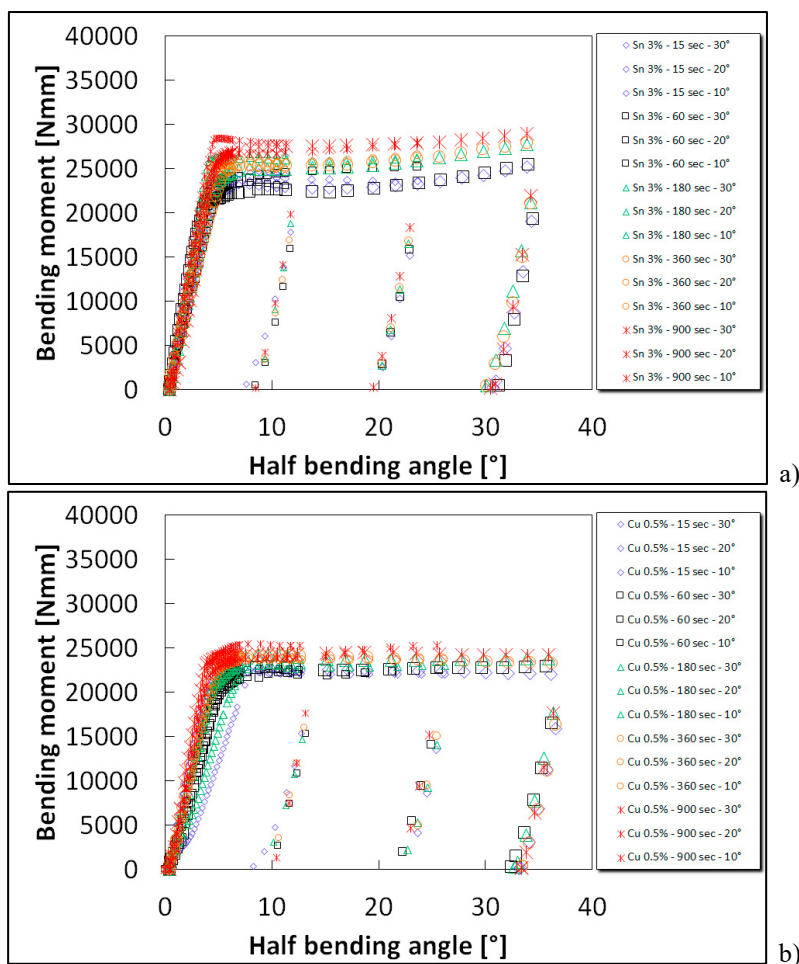 40000
35000
30000
25000
20000
15000
10000
5000
0
Bending moment [Nmm]
0 10 20 30 40
Half bending angle [°]
Sn 3% - 15 sec - 30°
Sn 3% - 15 sec - 20°
Sn 3% - 15 sec - 10°
Sn 3% - 60 sec - 30°
Sn 3% - 60 sec - 20°
Sn 3% - 60 sec - 10°
Sn 3% - 180 sec - 30°
Sn 3% - 180 sec - 20°
Sn 3% - 180 sec - 10°
Sn 3% - 360 sec - 30°
Sn 3% - 360 sec - 20°
Sn 3% - 360 sec - 10°
Sn 3% - 900 sec - 30°
Sn 3% - 900 sec - 20°
Sn 3% - 900 sec - 10°
a)
40000
35000
30000
25000
20000
15000
10000
5000
0
Bending moment [Nmm]
0 10 20 30 40
Half bending angle [°]
Cu 0.5% - 15 sec - 30°
Cu 0.5% - 15 sec - 20°
Cu 0.5% - 15 sec - 10°
Cu 0.5% - 60 sec - 30°
Cu 0.5% - 60 sec - 20°
Cu 0.5% - 60 sec - 10°
Cu 0.5% - 180 sec - 30°
Cu 0.5% - 180 sec - 20°
Cu 0.5% - 180 sec - 10°
Cu 0.5% - 360 sec - 30°
Cu 0.5% - 360 sec - 20°
Cu 0.5% - 360 sec - 10°
Cu 0.5% - 900 sec - 30°
Cu 0.5% - 900 sec - 20°
Cu 0.5% - 900 sec - 10°
b)